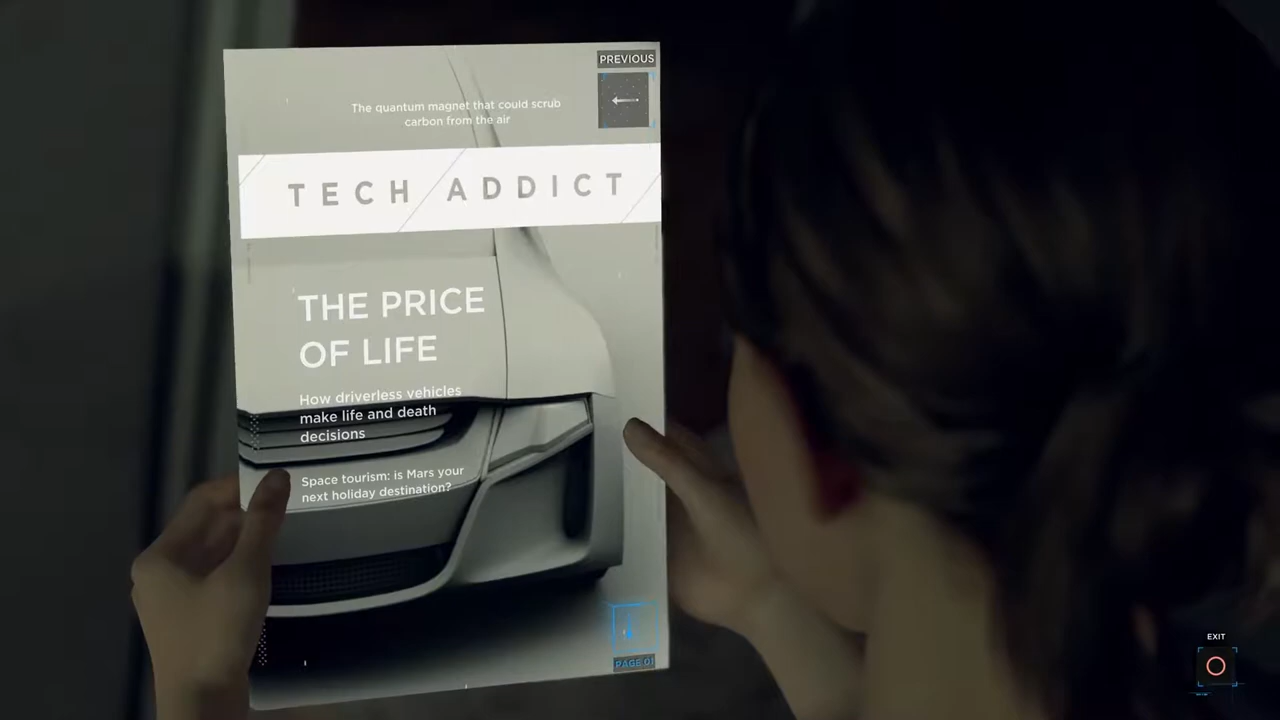 PREVIOUS
The quantum magnet that could scrub
carbon from the air
TECH ADDICT
THE PRICE
OF LIFE
How driverless vehicles
make life and death
decisions
Space tourism: is Mars your
next holiday destination?
PAGE 01
EXIT